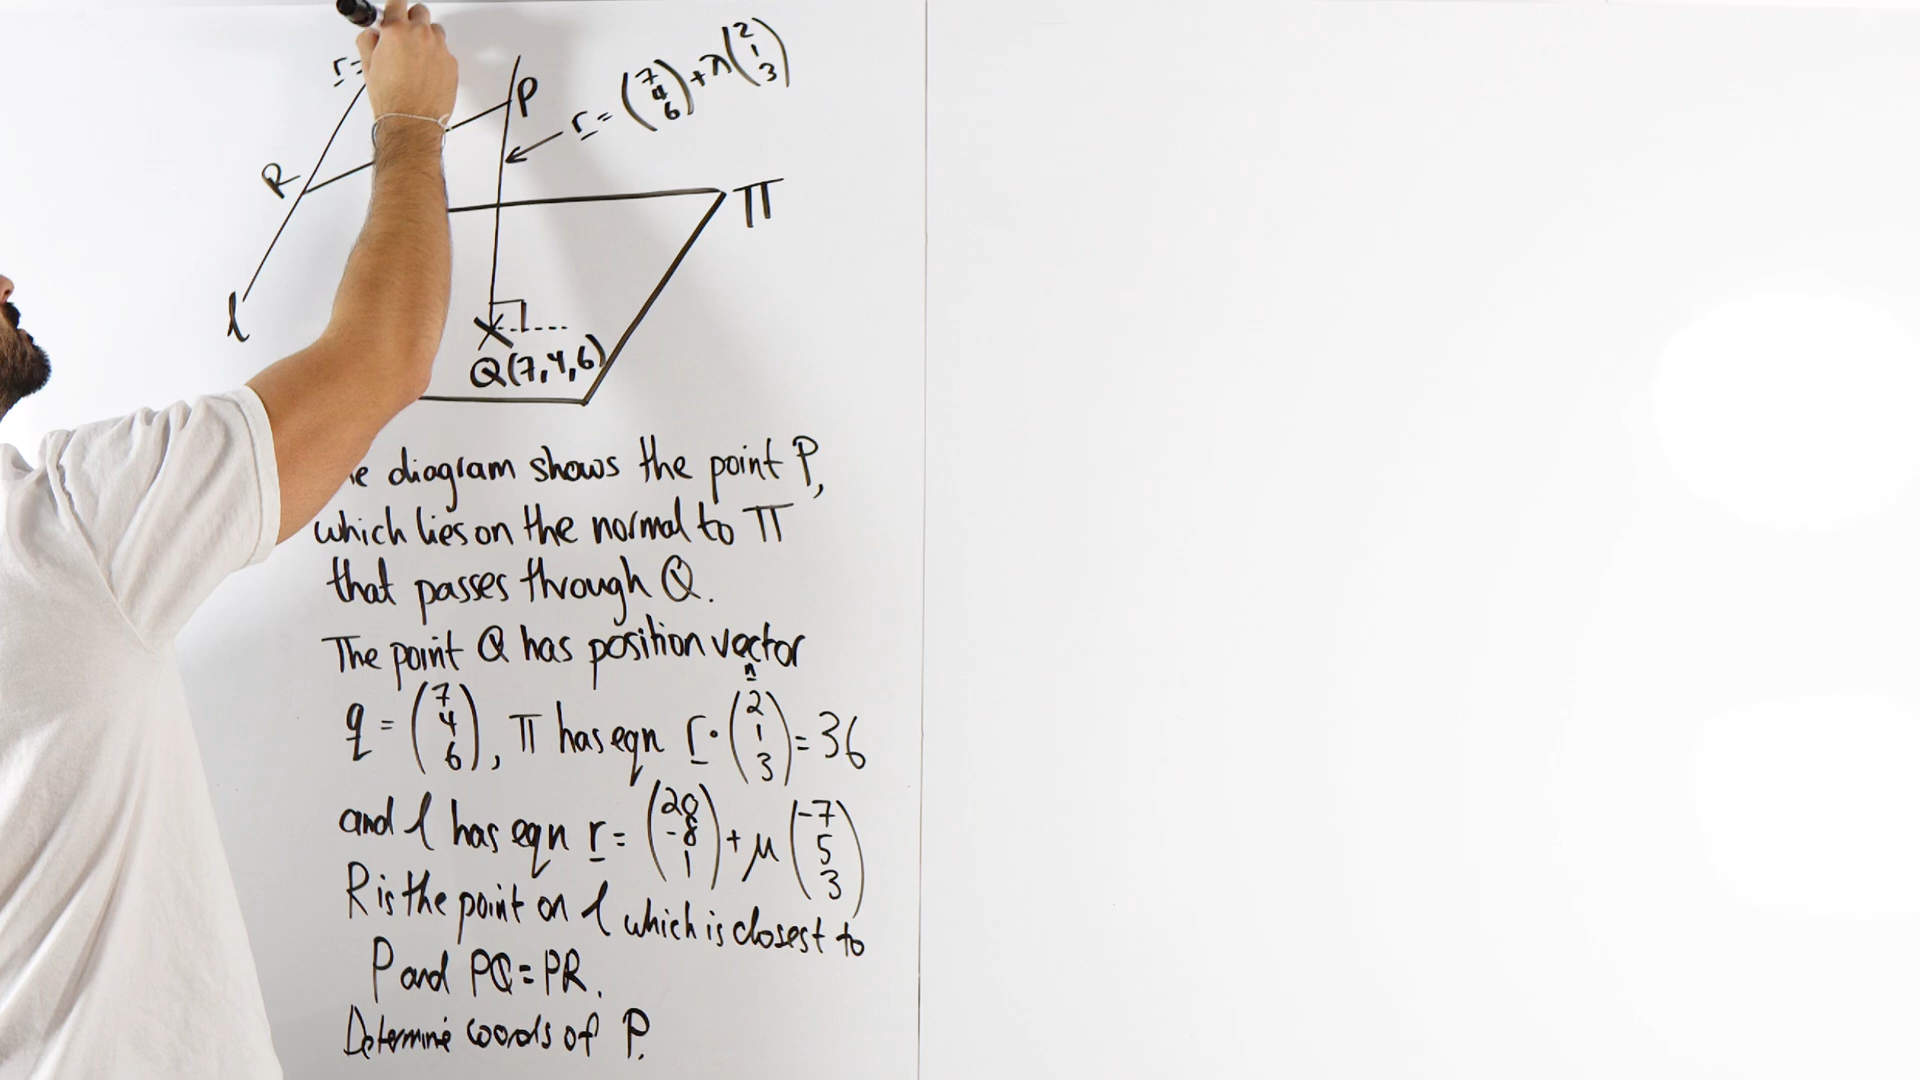 r=
P
r = (7 4 6) + λ(2 1 3)
R
π
l
Q(7,4,6)
diagram shows the point P,
which lies on the normal to π
that passes through Q.
The point Q has position vector
n
q = (7 4 6), π has eqn r·(2 1 3) = 36
and l has eqn r = (20 -8 1) + μ(-7 5 3)
R is the point on l which is closest to
P and PQ = PR.
Determine coords of P.